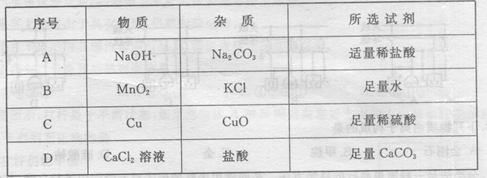 序号 物质 杂质 所选试剂
A NaOH Na₂CO₃ 适量稀盐酸
B MnO₂ KCl 足量水
C Cu CuO 足量稀硫酸
D CaCl₂ 溶液 盐酸 足量 CaCO₃